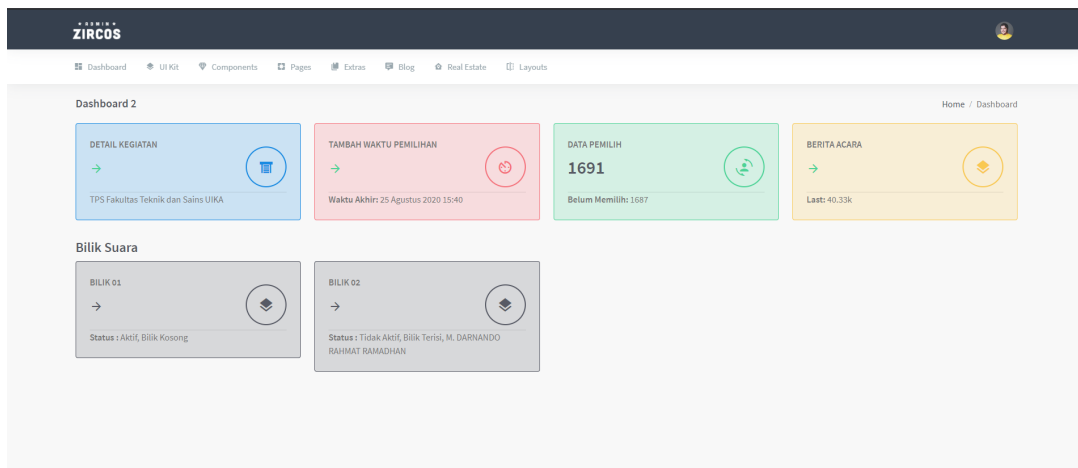 • ADMIN •
ZIRCOS
Dashboard UI Kit Components Pages Extras Blog Real Estate Layouts
Dashboard 2
Home / Dashboard
DETAIL KEGIATAN
TPS Fakultas Teknik dan Sains UIKA
TAMBAH WAKTU PEMILIHAN
Waktu Akhir: 25 Agustus 2020 15:40
DATA PEMILIH
1691
Belum Memilih: 1687
BERITA ACARA
Last: 40.33k
Bilik Suara
BILIK 01
Status : Aktif, Bilik Kosong
BILIK 02
Status : Tidak Aktif, Bilik Terisi, M. DARNANDO
RAHMAT RAMADHAN